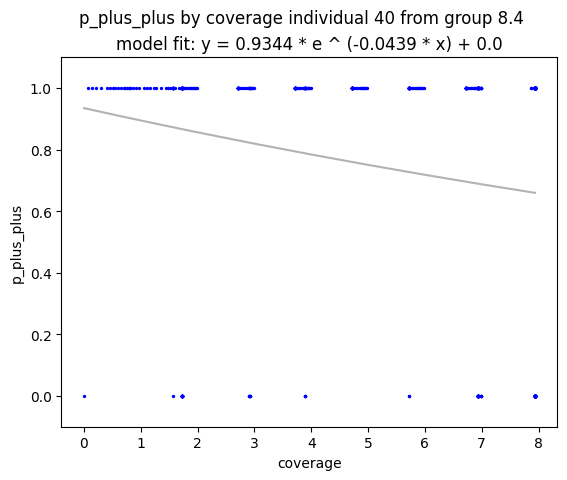 p_plus_plus by coverage individual 40 from group 8.4
model fit: y = 0.9344 * e ^ (-0.0439 * x) + 0.0
1.0
0.8
0.6
0.4
0.2
0.0
p_plus_plus
0 1 2 3 4 5 6 7 8
coverage